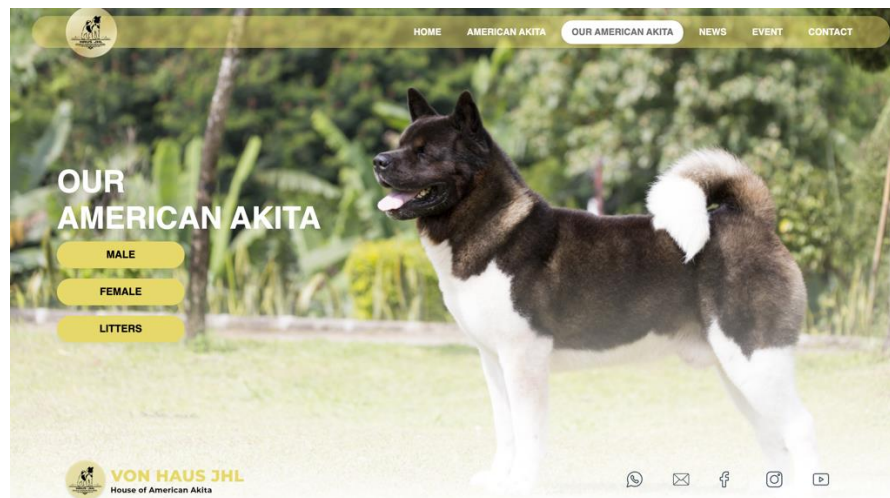 HOME AMERICAN AKITA OUR AMERICAN AKITA NEWS EVENT CONTACT
OUR
AMERICAN AKITA
MALE
FEMALE
LITTERS
VON HAUS JHL
House of American Akita